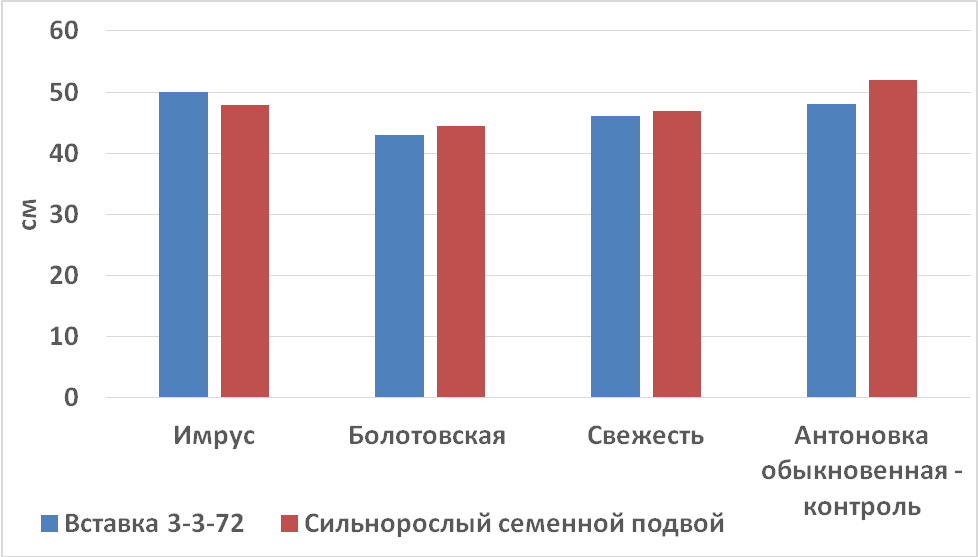 60
50
40
30
20
10
0
см
Имрус
Болотовская
Свежесть
Антоновка
обыкновенная -
контроль
Вставка 3-3-72
Сильнорослый семенной подвой